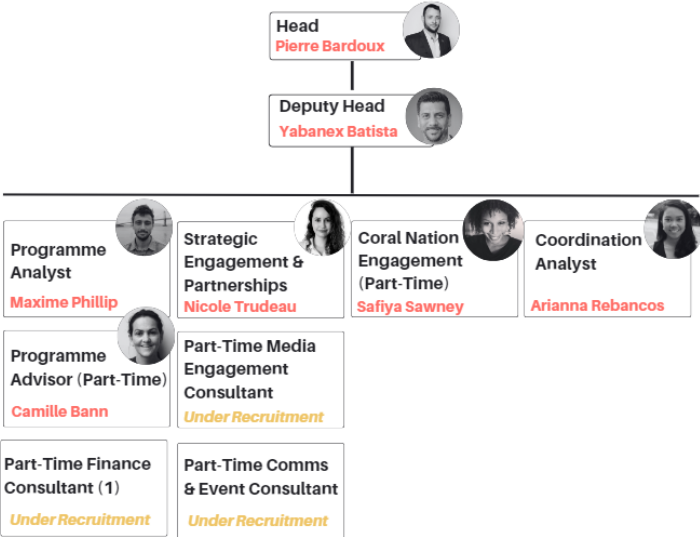 Head
Pierre Bardoux
Deputy Head
Yabanex Batista
Programme
Analyst
Maxime Phillip
Strategic
Engagement &
Partnerships
Nicole Trudeau
Coral Nation
Engagement
(Part-Time)
Safiya Sawney
Coordination
Analyst
Arianna Rebancos
Programme
Advisor (Part-Time)
Camille Bann
Part-Time Media
Engagement
Consultant
Under Recruitment
Part-Time Finance
Consultant (1)
Under Recruitment
Part-Time Comms
& Event Consultant
Under Recruitment